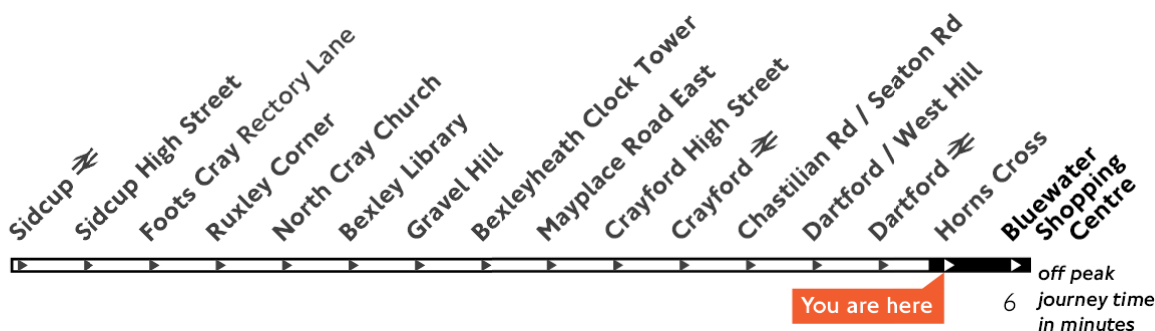 Sidcup
Sidcup High Street
Foots Cray Rectory Lane
Ruxley Corner
North Cray Church
Bexley Library
Gravel Hill
Bexleyheath Clock Tower
Mayplace Road East
Crayford High Street
Crayford
Chastilian Rd / Seaton Rd
Dartford / West Hill
Dartford
Horns Cross
Bluewater
Shopping
Centre
You are here
6
off peak
journey time
in minutes